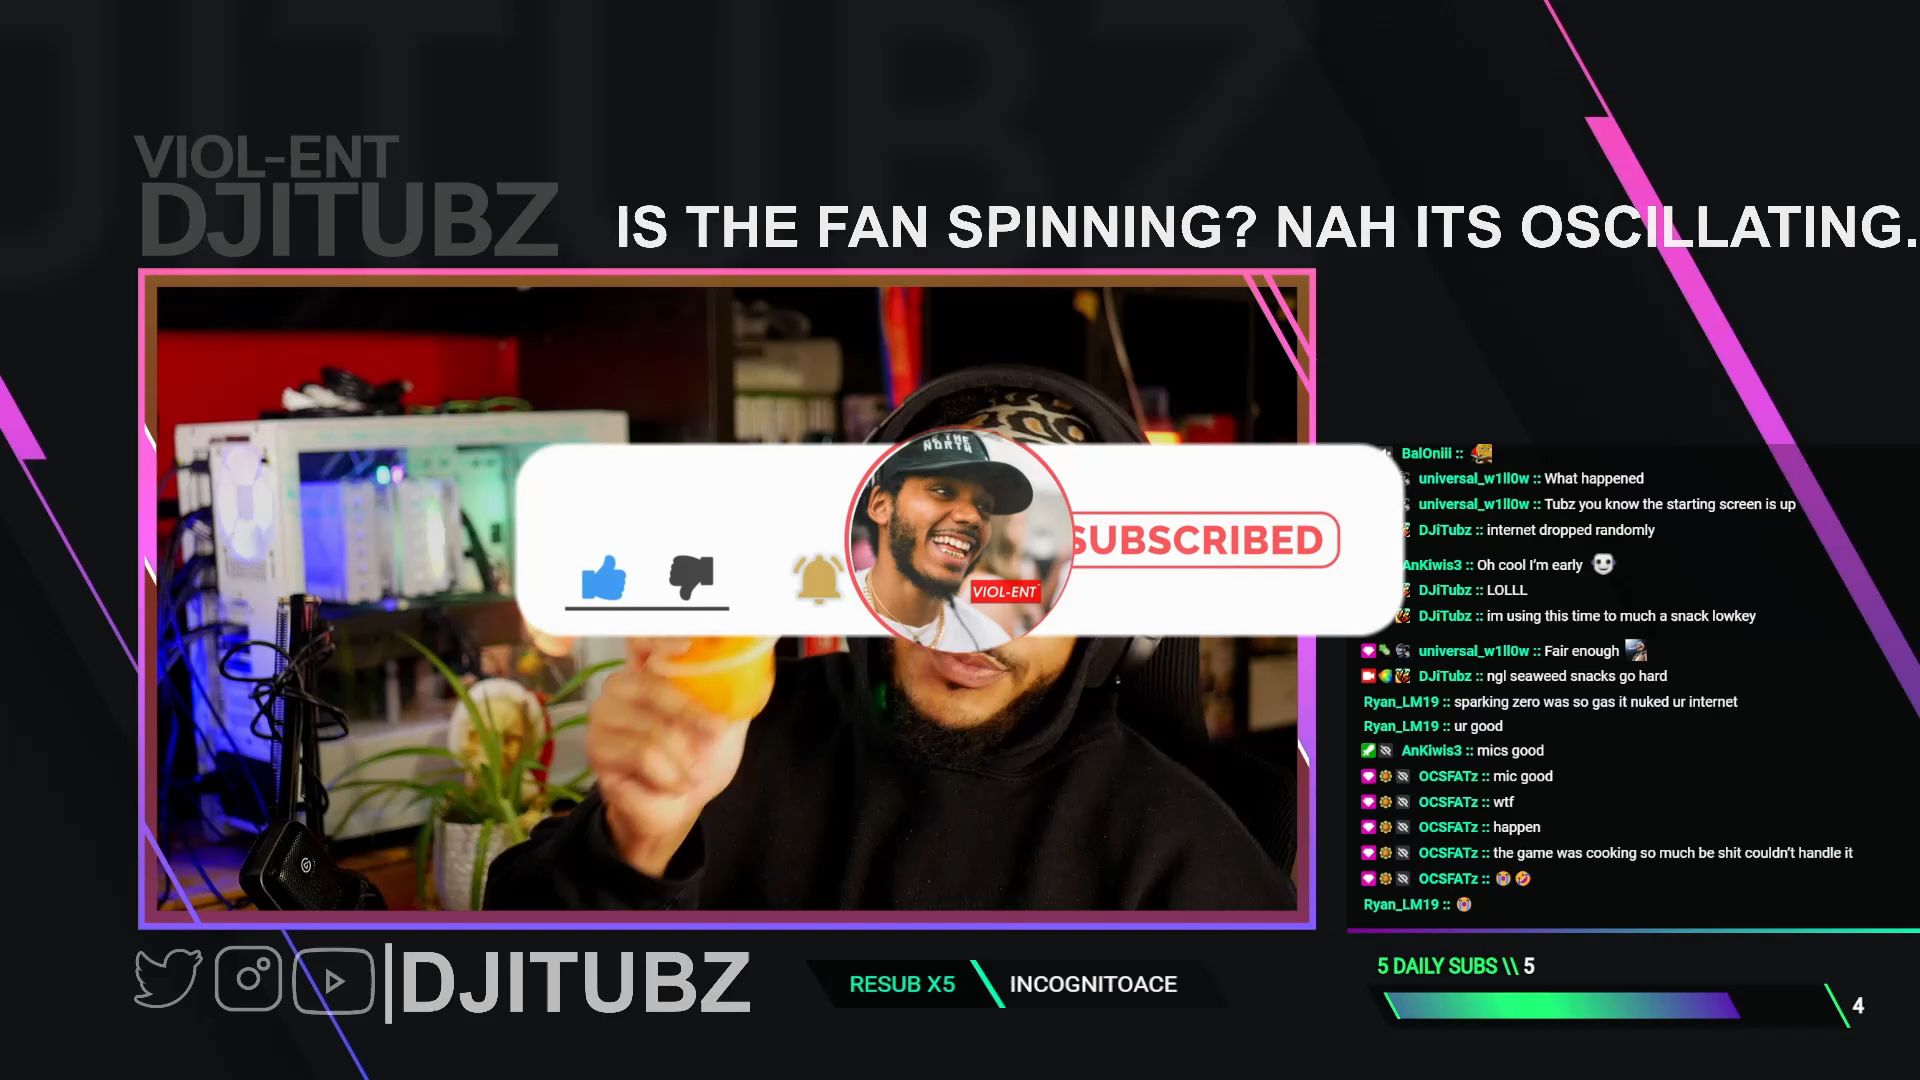 VIOL-ENT
DJITUBZ
IS THE FAN SPINNING? NAH ITS OSCILLATING.
NORTH
VIOL-ENT
SUBSCRIBED
BalOniii ::
universal_w1ll0w :: What happened
universal_w1ll0w :: Tubz you know the starting screen is up
DJiTubz :: internet dropped randomly
AnKiwis3 :: Oh cool I'm early
DJiTubz :: LOLLL
DJiTubz :: im using this time to much a snack lowkey
universal_w1ll0w :: Fair enough
DJiTubz :: ngl seaweed snacks go hard
Ryan_LM19 :: sparking zero was so gas it nuked ur internet
Ryan_LM19 :: ur good
AnKiwis3 :: mics good
OCSFATz :: mic good
OCSFATz :: wtf
OCSFATz :: happen
OCSFATz :: the game was cooking so much be shit couldn't handle it
OCSFATz :: 😭 🤣
Ryan_LM19 :: 😭
|DJITUBZ
RESUB X5
INCOGNITOACE
5 DAILY SUBS \\ 5
4